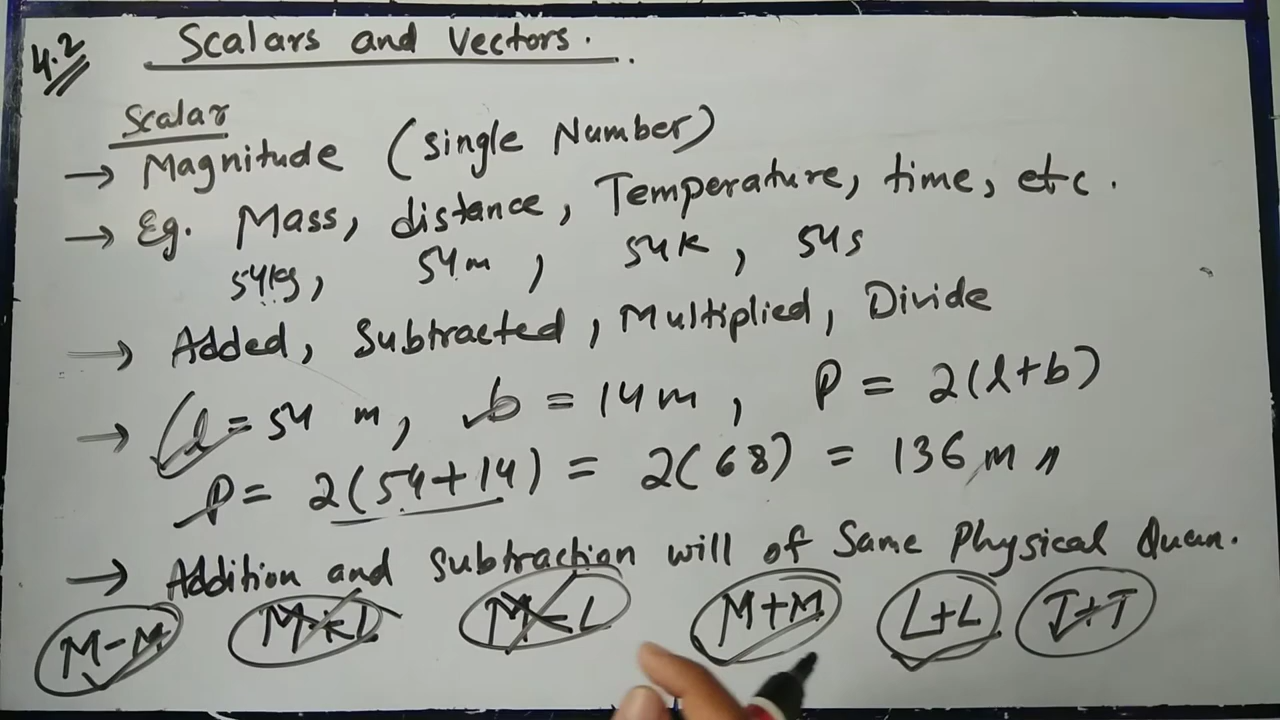 4.2 Scalars and Vectors.
Scalar
→ Magnitude (single Number)
→ Eg. Mass, distance, Temperature, time, etc.
54kg, 54m, 54K, 54s
→ Added, Subtracted, Multiplied, Divide
→ (l = 54 m, b = 14m, P = 2(l+b)
P = 2(54+14) = 2(68) = 136 m
→ Addition and Subtraction will of Same Physical Quan.
M-M M+L M-L M+M L+L T+T